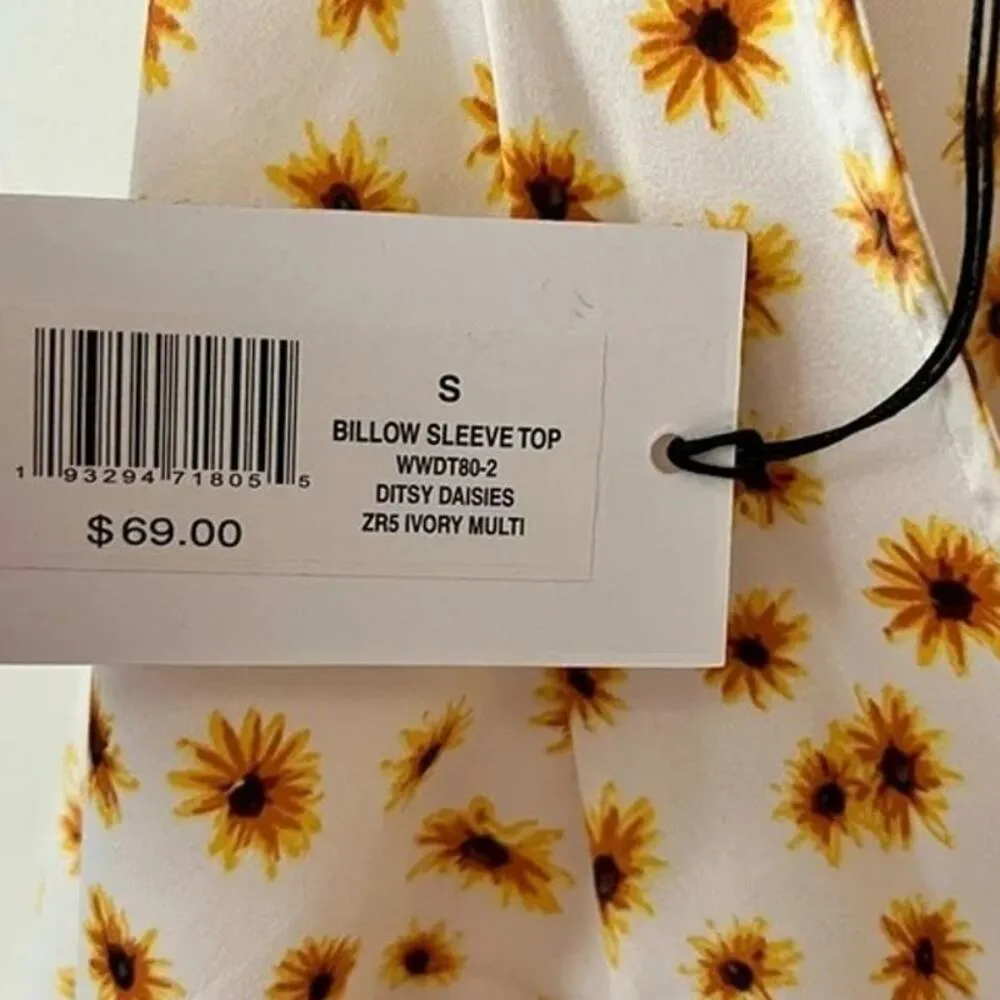 1 93294 71805 5
$69.00
S
BILLOW SLEEVE TOP
WWDT80-2
DITSY DAISIES
ZR5 IVORY MULTI